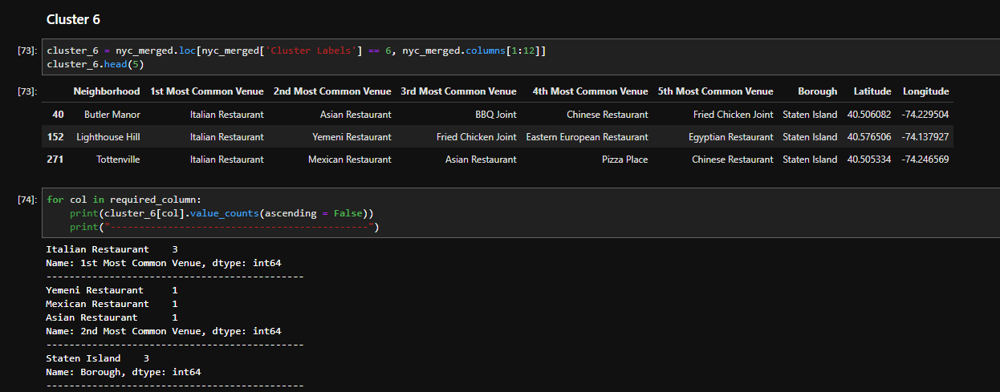 Cluster 6
[73]: cluster_6 = nyc_merged.loc[nyc_merged['Cluster Labels'] == 6, nyc_merged.columns[1:12]]
cluster_6.head(5)
[73]: Neighborhood 1st Most Common Venue 2nd Most Common Venue 3rd Most Common Venue 4th Most Common Venue 5th Most Common Venue Borough Latitude Longitude
40 Butler Manor Italian Restaurant Asian Restaurant BBQ Joint Chinese Restaurant Fried Chicken Joint Staten Island 40.506082 -74.229504
152 Lighthouse Hill Italian Restaurant Yemeni Restaurant Fried Chicken Joint Eastern European Restaurant Egyptian Restaurant Staten Island 40.576506 -74.137927
271 Tottenville Italian Restaurant Mexican Restaurant Asian Restaurant Pizza Place Chinese Restaurant Staten Island 40.505334 -74.246569
[74]: for col in required_column:
    print(cluster_6[col].value_counts(ascending = False))
    print("---------------------------------------------")
Italian Restaurant    3
Name: 1st Most Common Venue, dtype: int64
---------------------------------------------
Yemeni Restaurant     1
Mexican Restaurant    1
Asian Restaurant      1
Name: 2nd Most Common Venue, dtype: int64
---------------------------------------------
Staten Island    3
Name: Borough, dtype: int64
---------------------------------------------